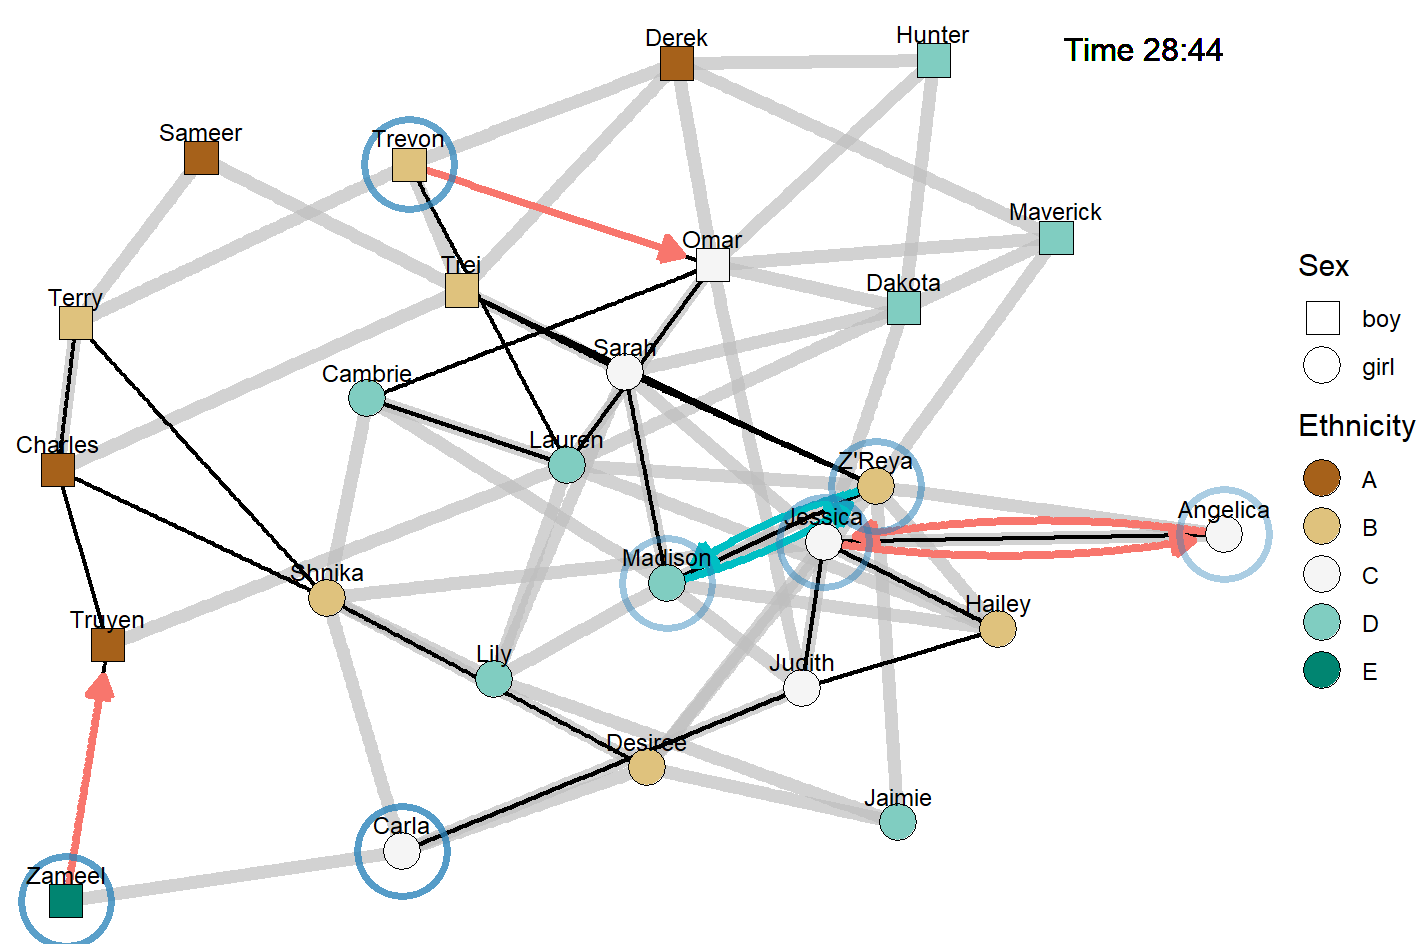 Derek
Hunter
Time 28:44
Sameer
Trevon
Maverick
Omar
Trei
Dakota
Terry
Sarah
Cambrie
Charles
Lauren
Z'Reya
Jessica
Angelica
Madison
Shnika
Hailey
Truyen
Lily
Judith
Desiree
Jaimie
Carla
Zameel
Sex
boy
girl
Ethnicity
A
B
C
D
E